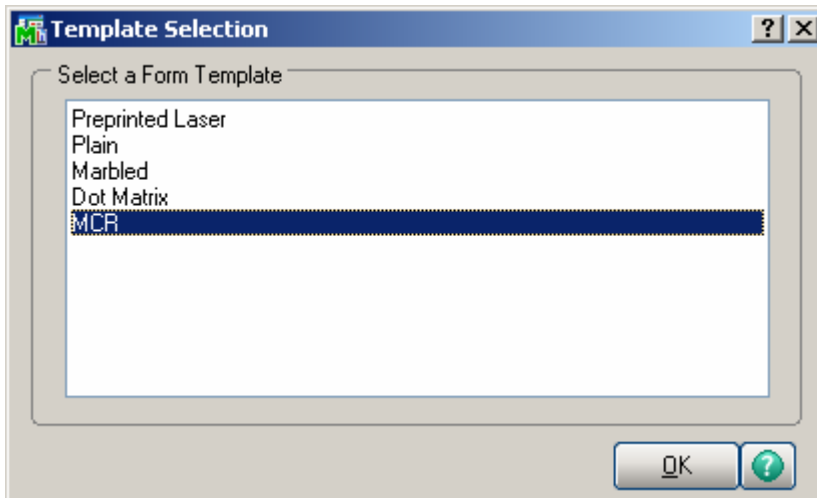 Template Selection
Select a Form Template
Preprinted Laser
Plain
Marbled
Dot Matrix
MCR
OK